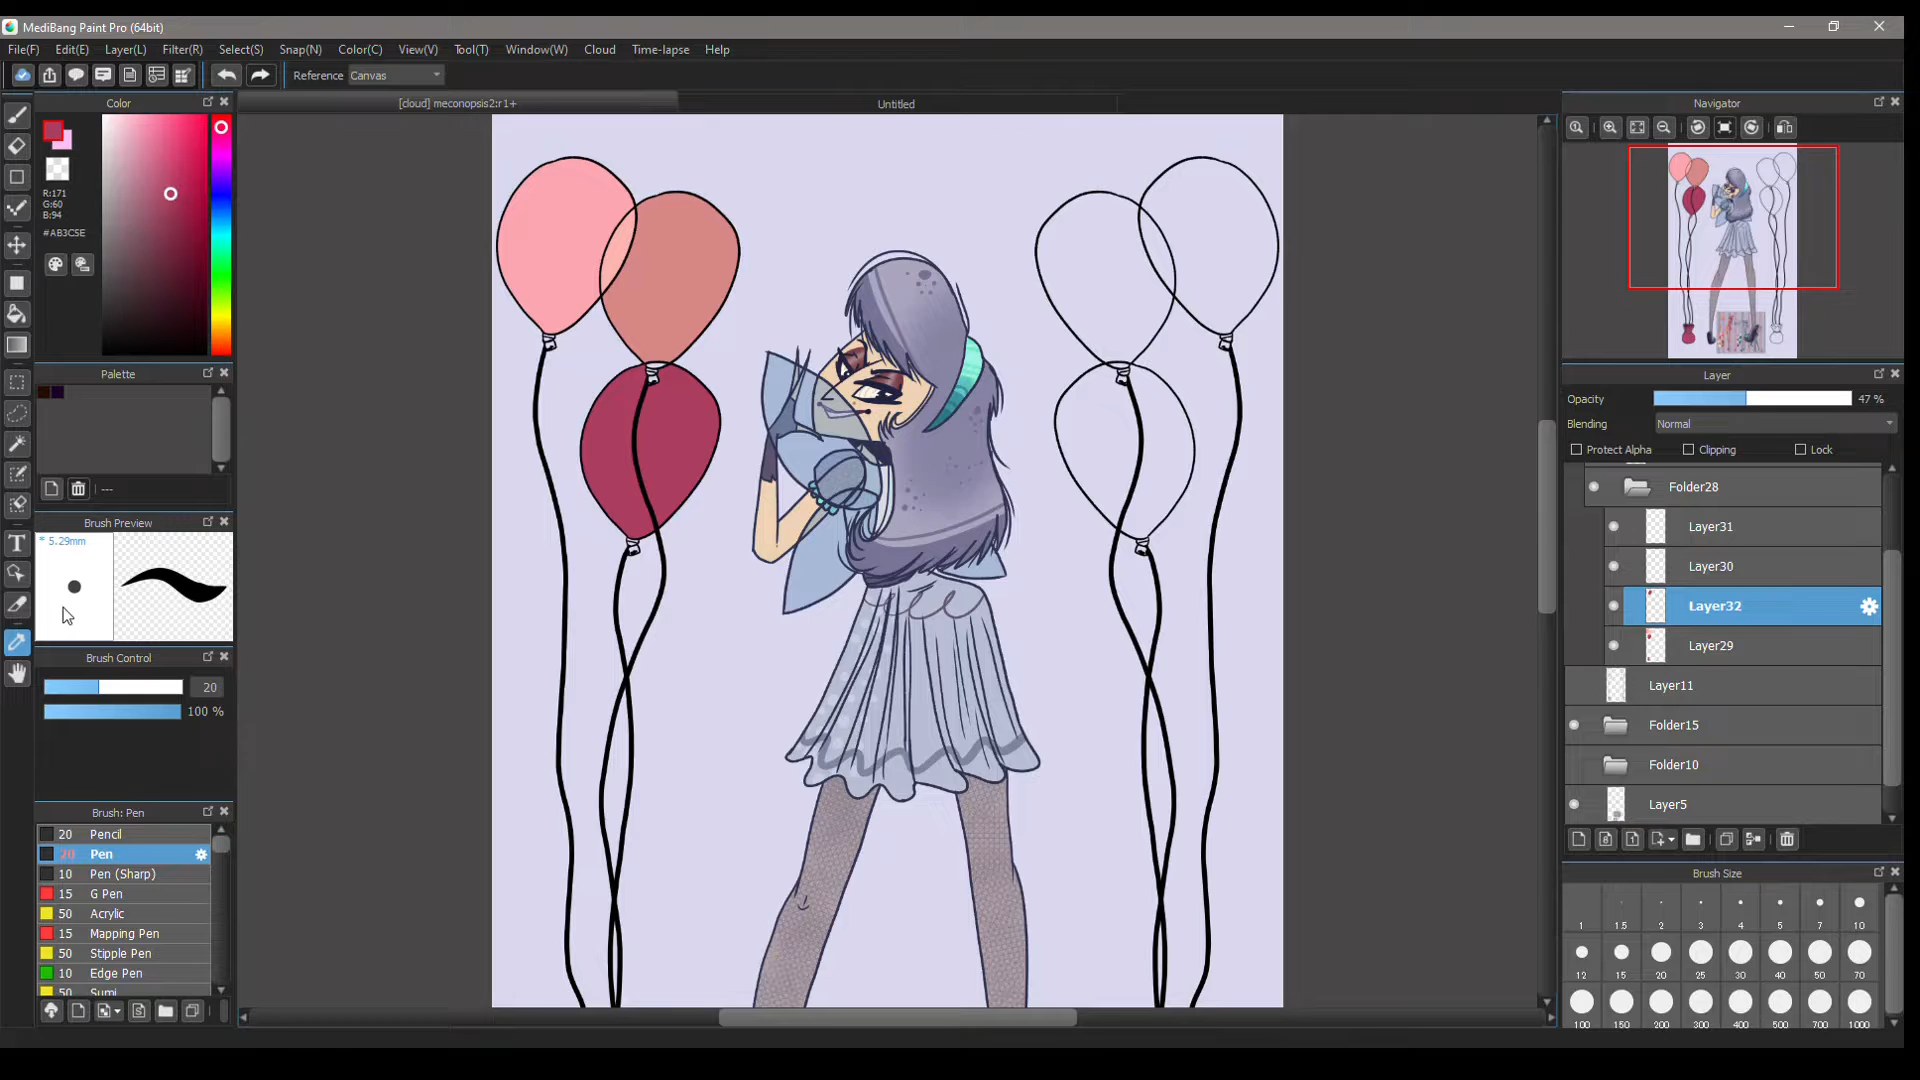 MediBang Paint Pro (64bit)
File(F) Edit(E) Layer(L) Filter(R) Select(S) Snap(N) Color(C) View(V) Tool(T) Window(W) Cloud Time-lapse Help
Reference Canvas
Color
[cloud] meconopsis2:r1+
Untitled
Navigator
R:171
G:60
B:94
#AB3C5E
Palette
---
Brush Preview
* 5.29mm
Brush Control
20
100 %
Brush: Pen
20 Pencil
20 Pen
10 Pen (Sharp)
15 G Pen
50 Acrylic
15 Mapping Pen
50 Stipple Pen
10 Edge Pen
50 Sumi
Layer
Opacity 47 %
Blending Normal
Protect Alpha Clipping Lock
Folder28
Layer31
Layer30
Layer32
Layer29
Layer11
Folder15
Folder10
Layer5
Brush Size
1 1.5 2 3 4 5 7 10
12 15 20 25 30 40 50 70
100 150 200 300 400 500 700 1000